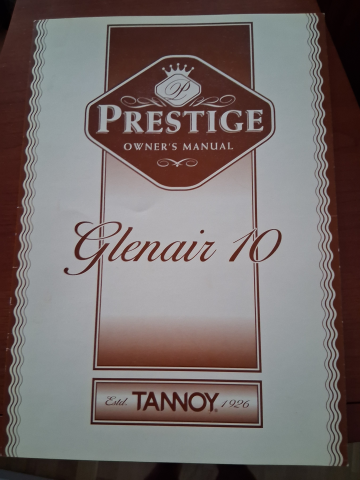 P
PRESTIGE
OWNER'S MANUAL
Glenair 10
Estd. TANNOY® 1926